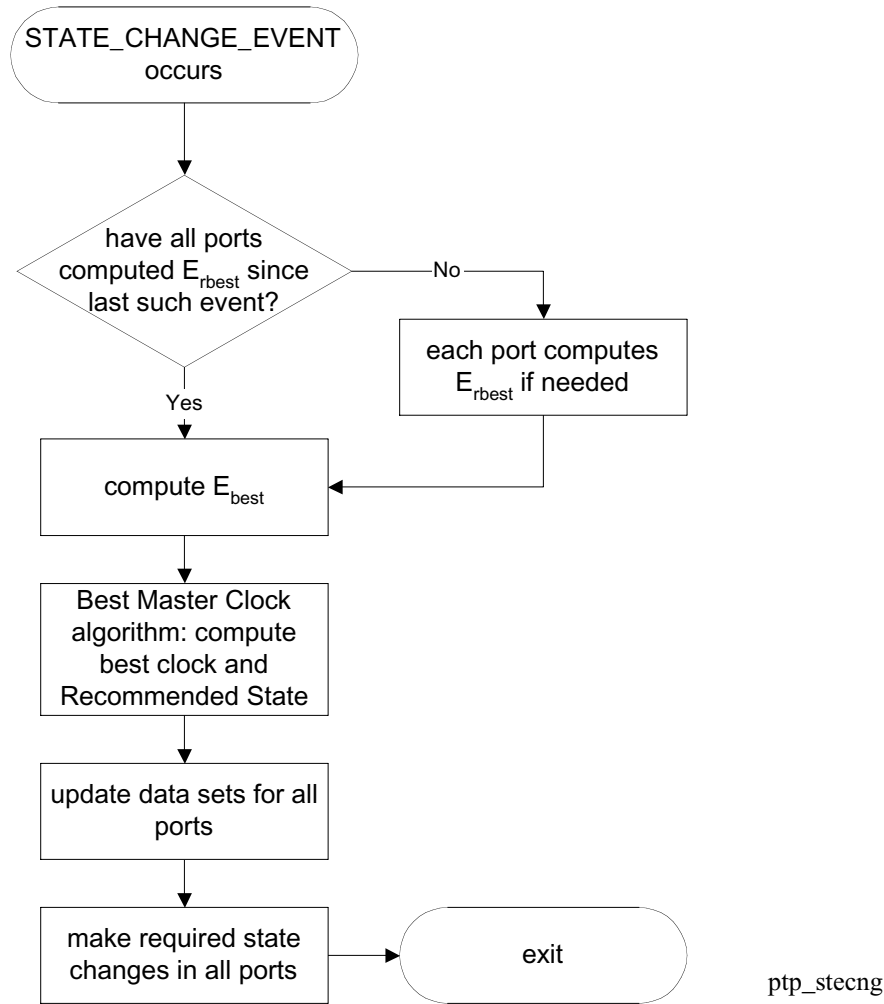 STATE_CHANGE_EVENT
occurs
have all ports
computed E_rbest since
last such event?
No
each port computes
E_rbest if needed
Yes
compute E_best
Best Master Clock
algorithm: compute
best clock and
Recommended State
update data sets for all
ports
make required state
changes in all ports
exit
ptp_stecng